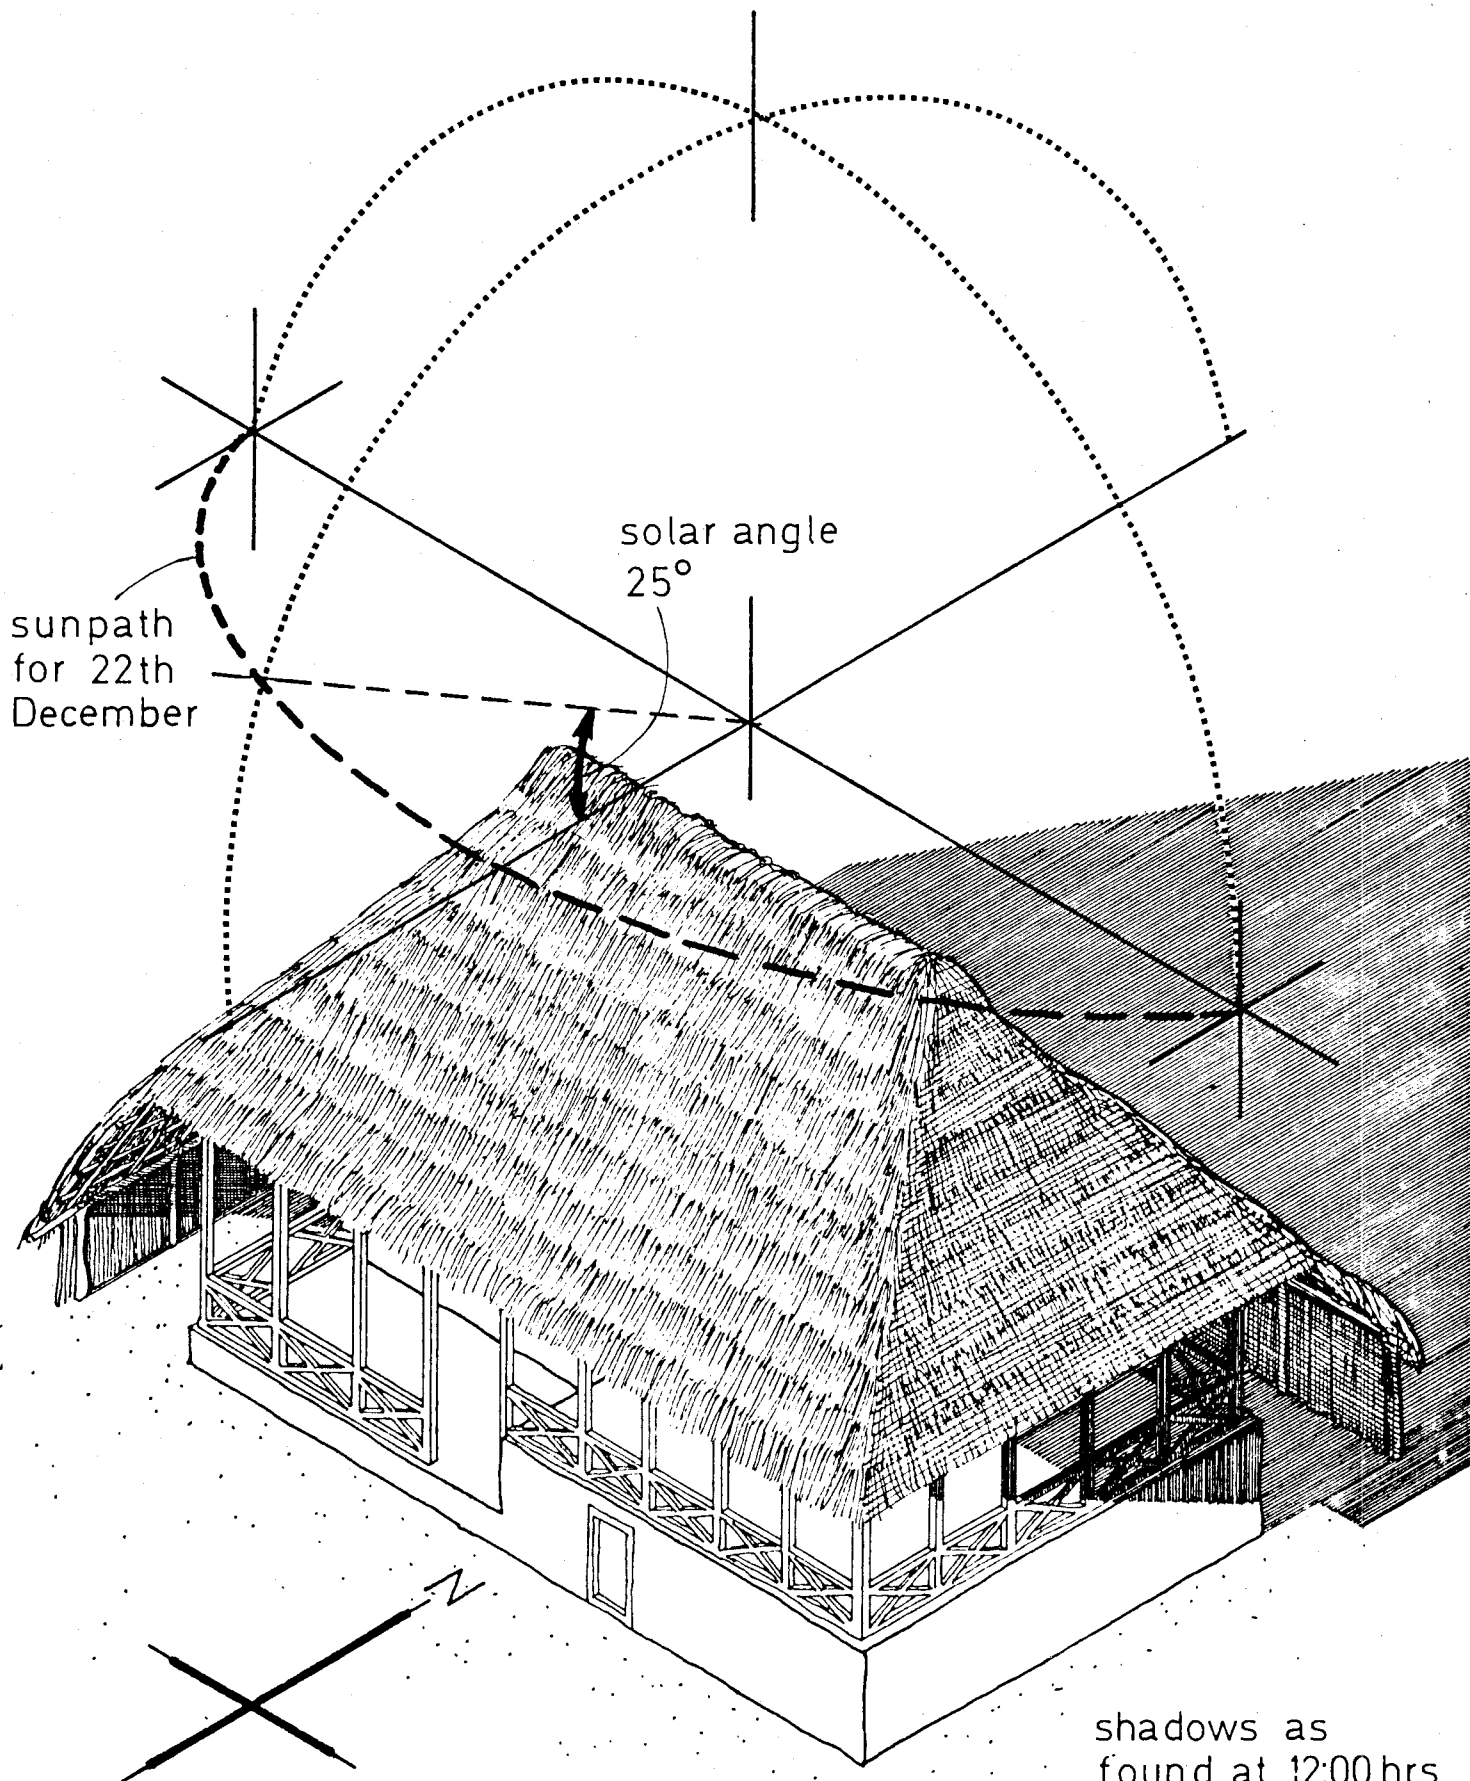 solar angle
25°
sunpath
for 22th
December
N
shadows as
found at 12:00 hrs